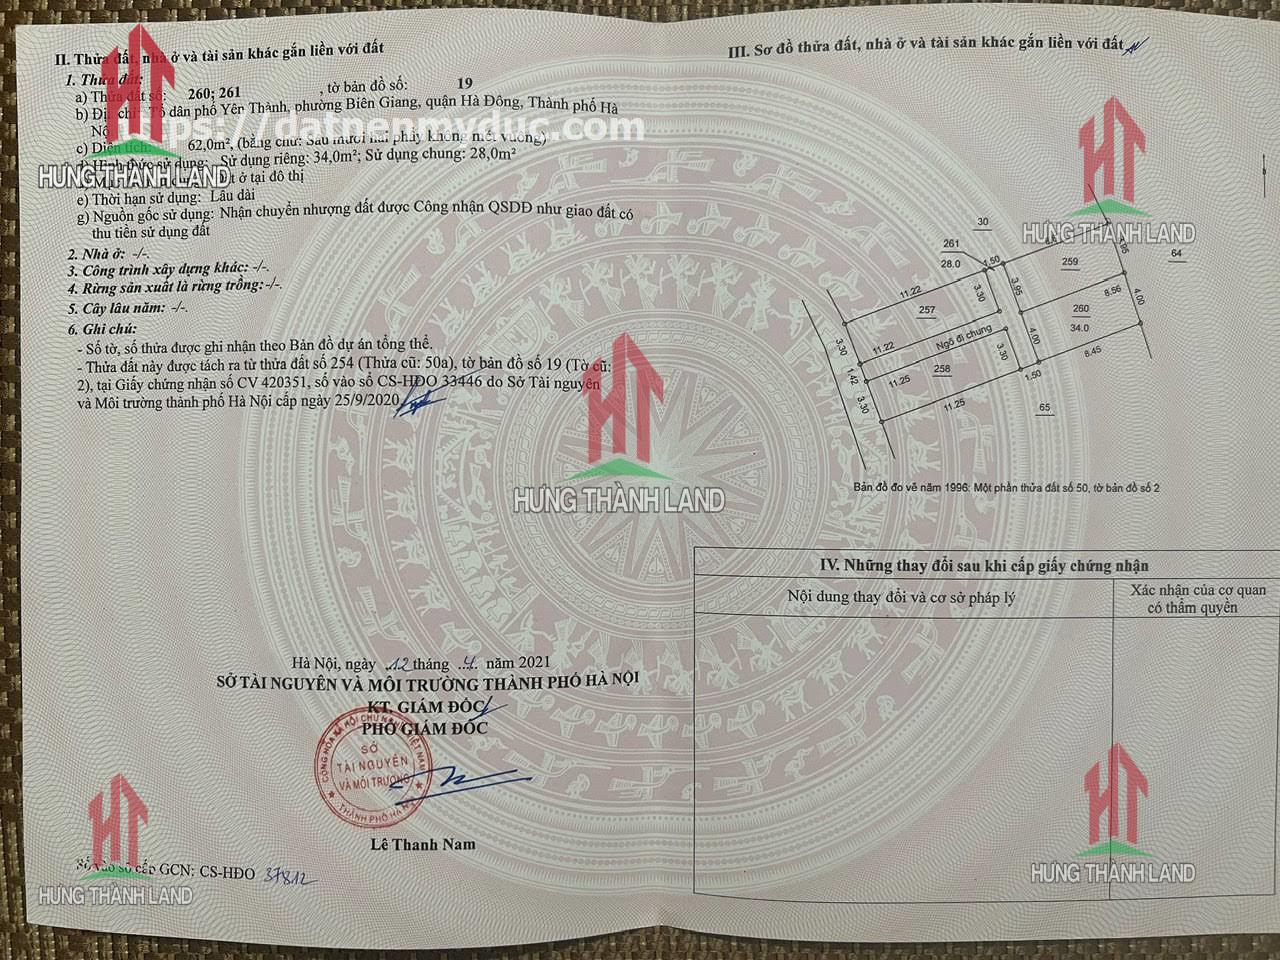 II. Thửa đất, nhà ở và tài sản khác gắn liền với đất
1. Thửa đất:
a) Thửa đất số: 260; 261 , tờ bản đồ số: 19
b) Địa chỉ: Tổ dân phố Yên Thành, phường Biên Giang, quận Hà Đông, Thành phố Hà
Nội
https://datnenmyduc.com
c) Diện tích: 62,0m², (bằng chữ: Sáu mươi hai phẩy không mét vuông)
d) Hình thức sử dụng: Sử dụng riêng: 34,0m²; Sử dụng chung: 28,0m²
ở tại đô thị
e) Thời hạn sử dụng: Lâu dài
g) Nguồn gốc sử dụng: Nhận chuyển nhượng đất được Công nhận QSDĐ như giao đất có
thu tiền sử dụng đất
2. Nhà ở: -/-.
3. Công trình xây dựng khác: -/-.
4. Rừng sản xuất là rừng trồng:-/-.
5. Cây lâu năm: -/-.
6. Ghi chú:
- Số tờ, số thửa được ghi nhận theo Bản đồ dự án tổng thể.
- Thửa đất này được tách ra từ thửa đất số 254 (Thửa cũ: 50a), tờ bản đồ số 19 (Tờ cũ:
2), tại Giấy chứng nhận số CV 420351, số vào sổ CS-HĐO 33446 do Sở Tài nguyên
và Môi trường thành phố Hà Nội cấp ngày 25/9/2020
Hà Nội, ngày 12 tháng 4 năm 2021
SỞ TÀI NGUYÊN VÀ MÔI TRƯỜNG THÀNH PHỐ HÀ NỘI
KT. GIÁM ĐỐC
PHÓ GIÁM ĐỐC
CỘNG HÒA XÃ HỘI CHỦ NGHĨA VIỆT NAM
SỞ
TÀI NGUYÊN
VÀ MÔI TRƯỜNG
THÀNH PHỐ HÀ NỘI
Lê Thanh Nam
Số vào sổ cấp GCN: CS-HĐO 37812
III. Sơ đồ thửa đất, nhà ở và tài sản khác gắn liền với đất
30
261
28.0
1.50
259
3.95
64
11.22
257
3.30
3.95
8.56
4.00
260
34.0
3.30
11.22
Ngõ đi chung
4.00
1.42
258
3.30
8.45
11.25
1.50
3.30
11.25
65
Bản đồ đo vẽ năm 1996: Một phần thửa đất số 50, tờ bản đồ số 2
IV. Những thay đổi sau khi cấp giấy chứng nhận
Nội dung thay đổi và cơ sở pháp lý
Xác nhận của cơ quan
có thẩm quyền
HƯNG THÀNH LAND
HƯNG THÀNH LAND
HƯNG THÀNH LAND
HƯNG THÀNH LAND
HƯNG THÀNH LAND